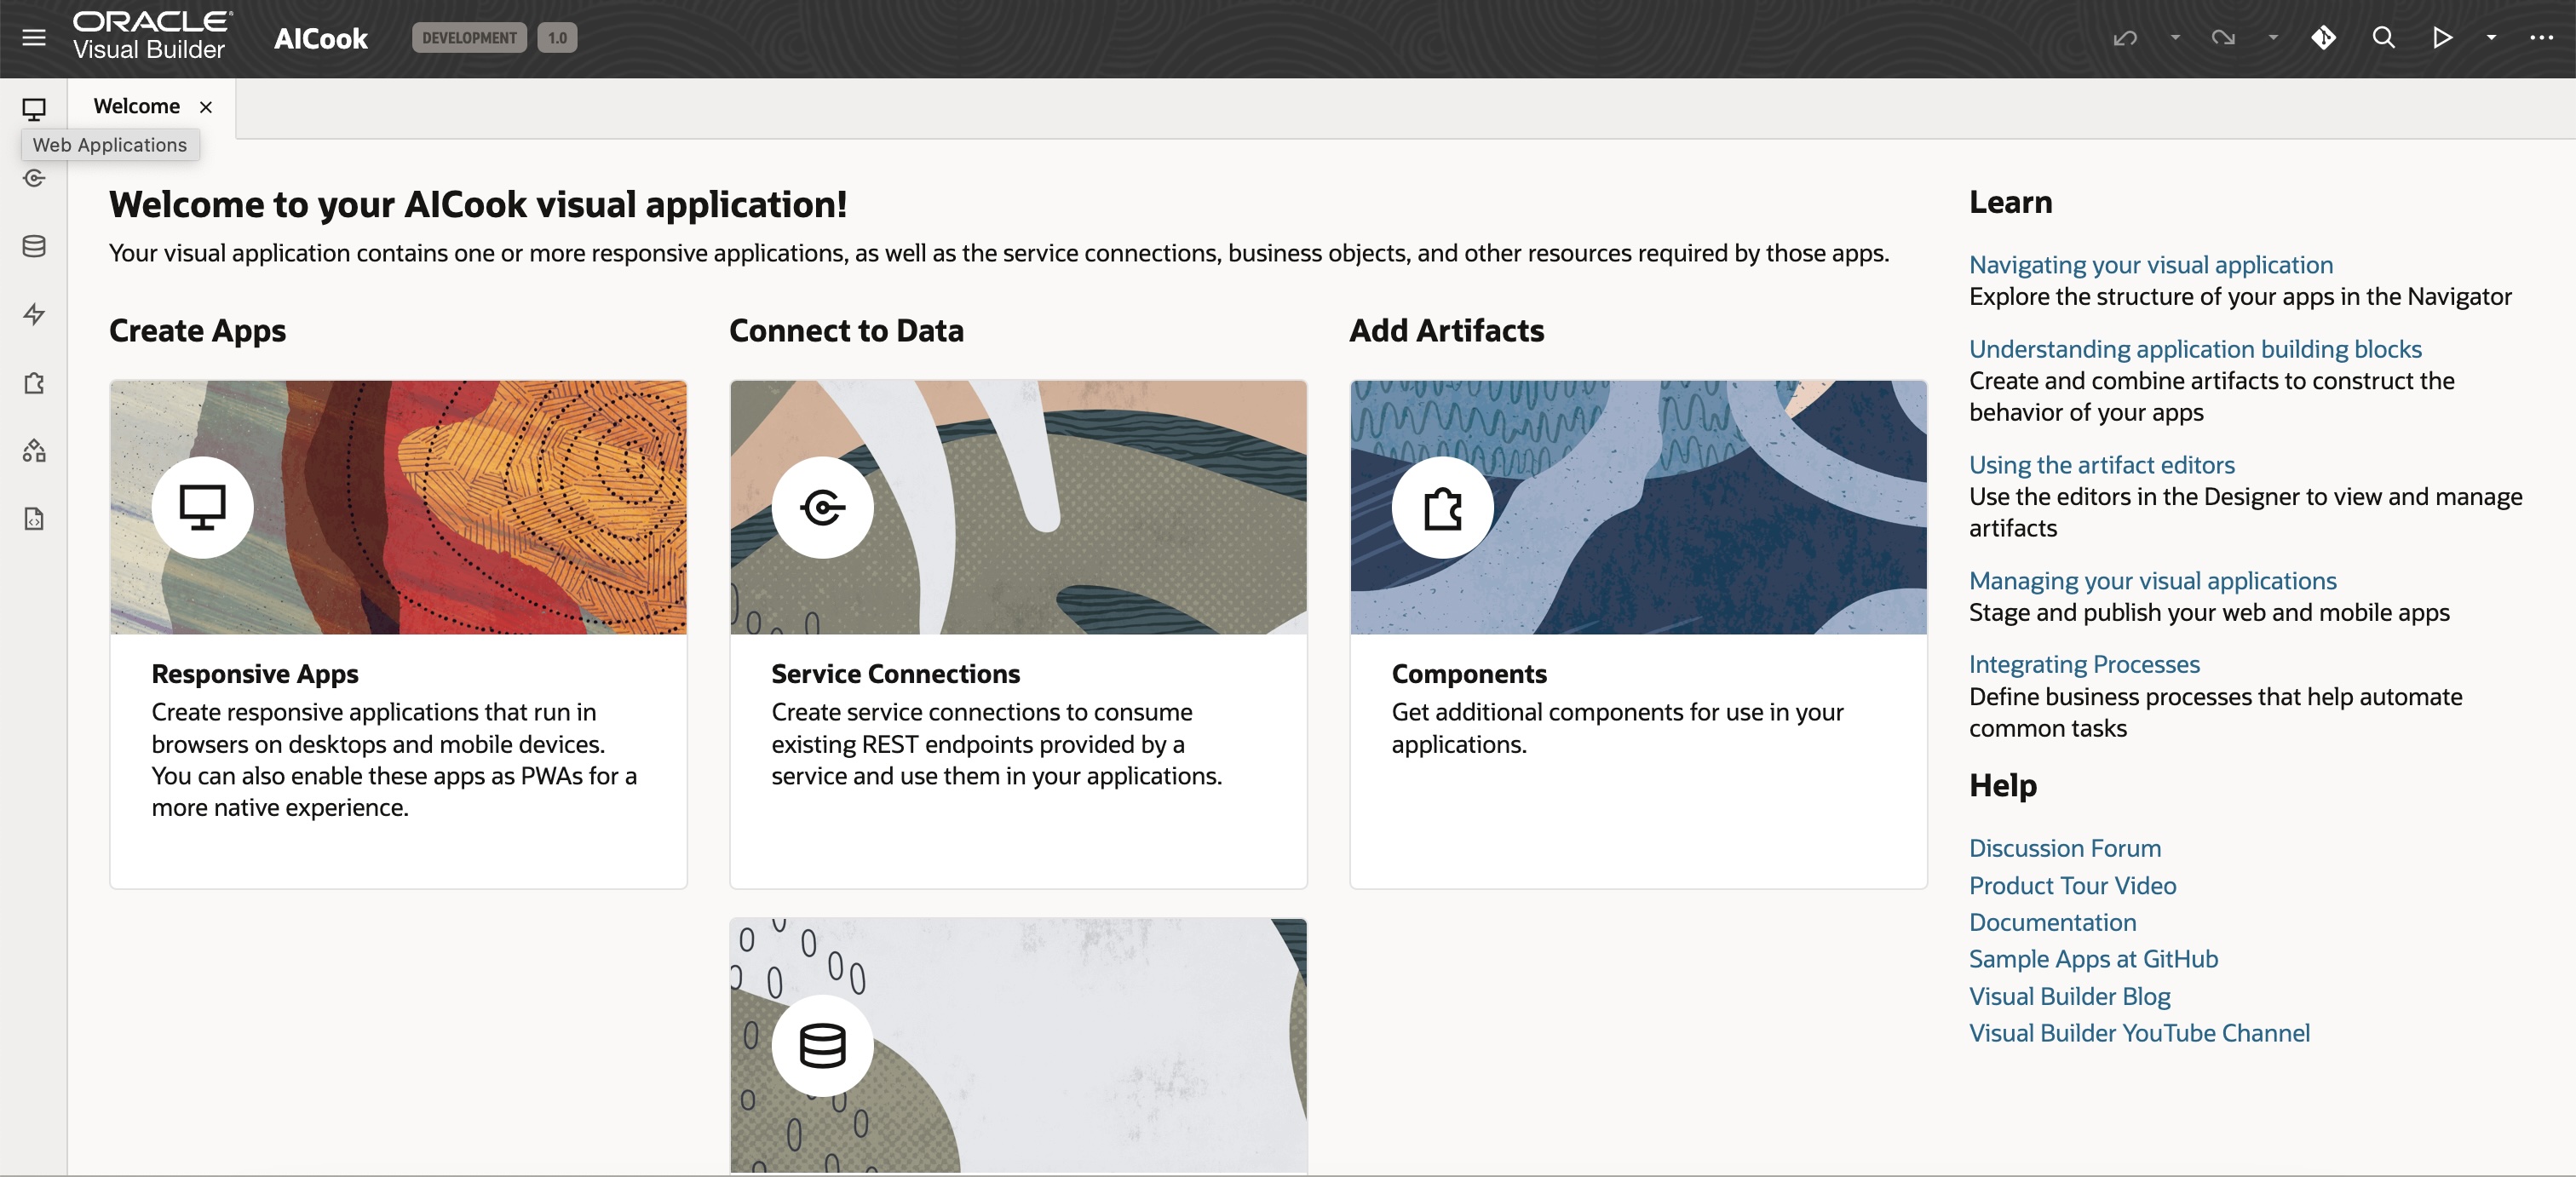 ORACLE
Visual Builder
AICook
DEVELOPMENT
1.0
Welcome
Web Applications
Welcome to your AICook visual application!
Your visual application contains one or more responsive applications, as well as the service connections, business objects, and other resources required by those apps.
Create Apps
Responsive Apps
Create responsive applications that run in
browsers on desktops and mobile devices.
You can also enable these apps as PWAs for a
more native experience.
Connect to Data
Service Connections
Create service connections to consume
existing REST endpoints provided by a
service and use them in your applications.
Add Artifacts
Components
Get additional components for use in your
applications.
Learn
Navigating your visual application
Explore the structure of your apps in the Navigator
Understanding application building blocks
Create and combine artifacts to construct the
behavior of your apps
Using the artifact editors
Use the editors in the Designer to view and manage
artifacts
Managing your visual applications
Stage and publish your web and mobile apps
Integrating Processes
Define business processes that help automate
common tasks
Help
Discussion Forum
Product Tour Video
Documentation
Sample Apps at GitHub
Visual Builder Blog
Visual Builder YouTube Channel